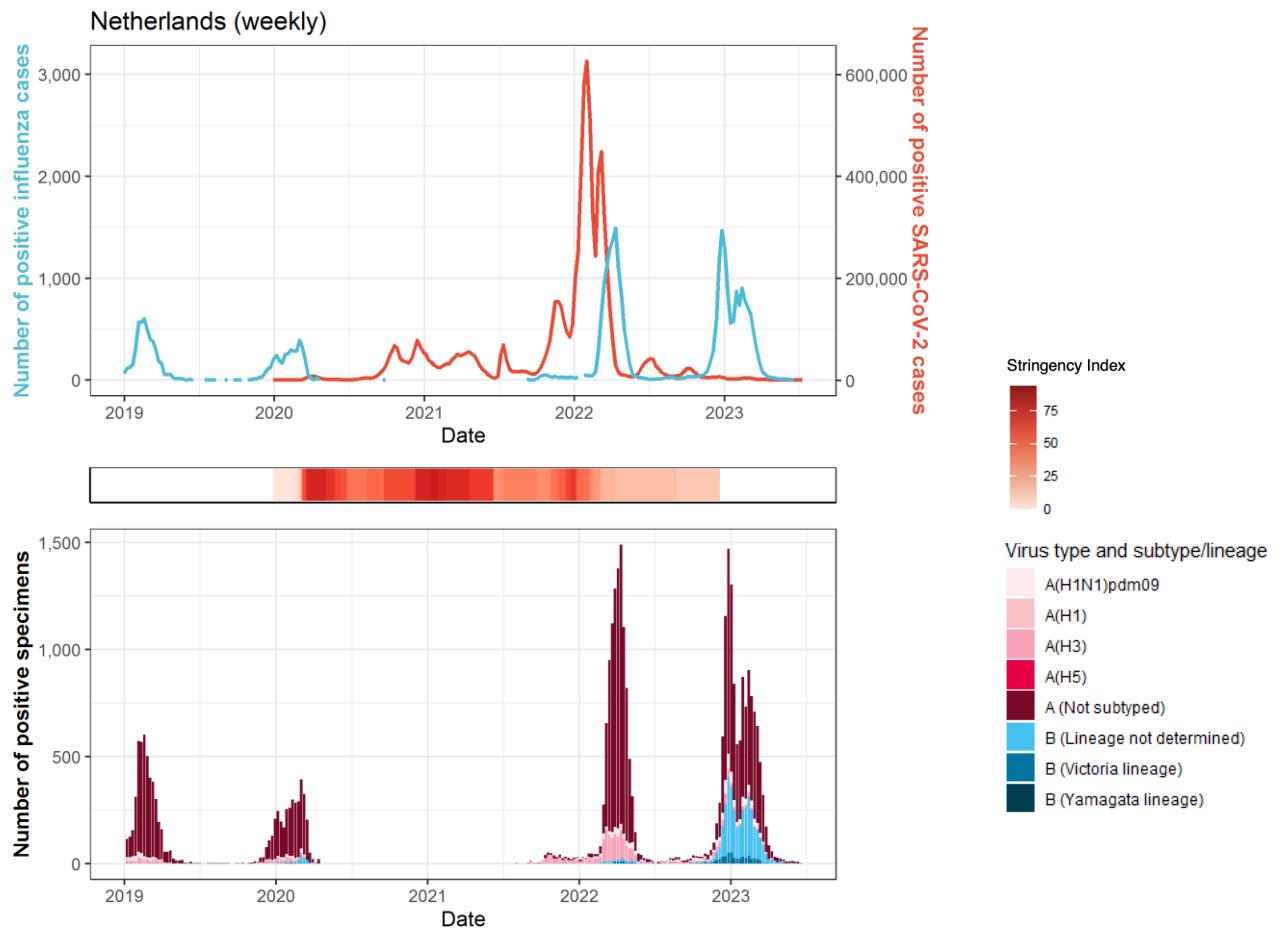 Netherlands (weekly)
Number of positive influenza cases
3,000
2,000
1,000
0
600,000
400,000
200,000
0
Number of positive SARS-CoV-2 cases
2019
2020
2021
2022
2023
Date
Stringency Index
75
50
25
0
Number of positive specimens
1,500
1,000
500
0
2019
2020
2021
2022
2023
Date
Virus type and subtype/lineage
A(H1N1)pdm09
A(H1)
A(H3)
A(H5)
A (Not subtyped)
B (Lineage not determined)
B (Victoria lineage)
B (Yamagata lineage)